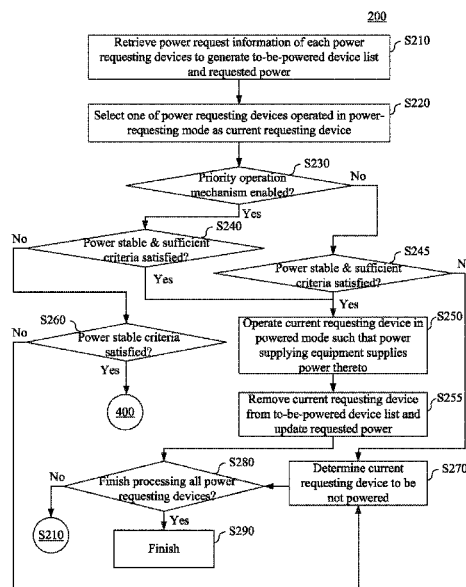 200
Retrieve power request information of each power
requesting devices to generate to-be-powered device list
and requested power
S210
Select one of power requesting devices operated in power-
requesting mode as current requesting device
S220
Priority operation
mechanism enabled?
S230
No
Yes
Power stable & sufficient
criteria satisfied?
S240
No
Yes
Power stable & sufficient
criteria satisfied?
S245
N
Yes
Power stable criteria
satisfied?
S260
Yes
400
Operate current requesting device in
powered mode such that power
supplying equipment supplies
power thereto
S250
Remove current requesting device
from to-be-powered device list and
update requested power
S255
Finish processing all power
requesting devices?
S280
No
Yes
Determine current
requesting device to be
not powered
S270
S210
Finish
S290